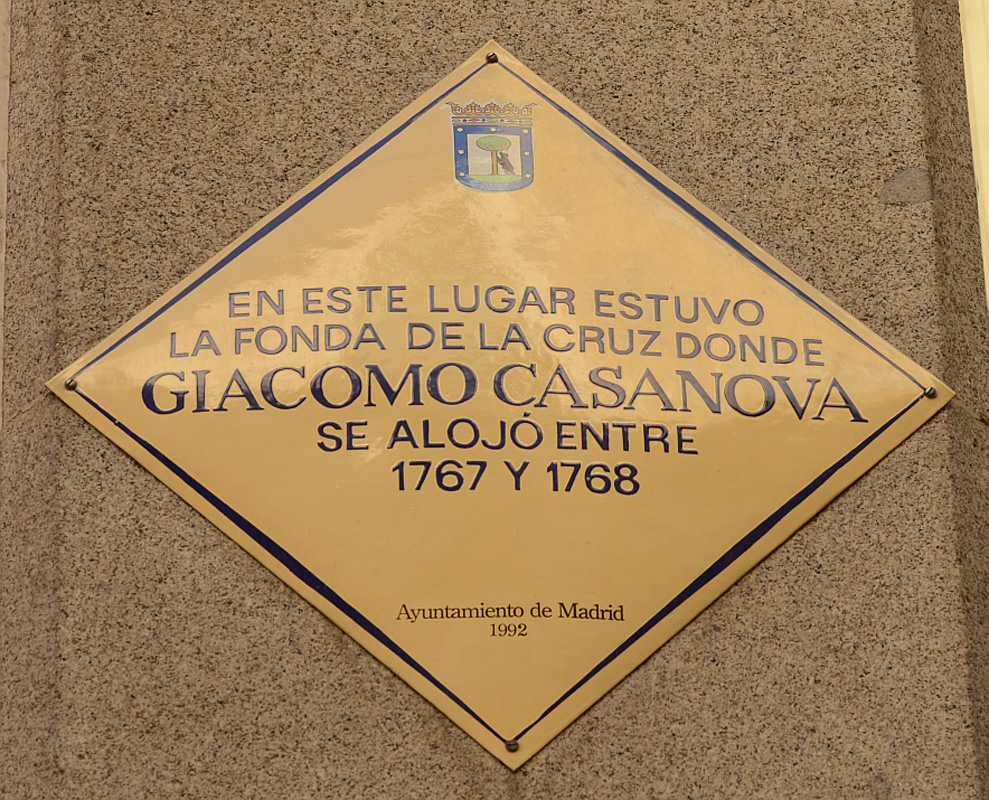 EN ESTE LUGAR ESTUVO
LA FONDA DE LA CRUZ DONDE
GIACOMO CASANOVA
SE ALOJÓ ENTRE
1767 Y 1768
Ayuntamiento de Madrid
1992